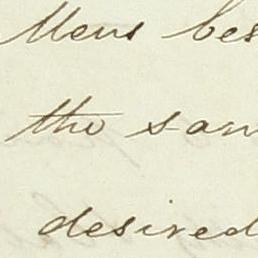 Mens bes
the sam
desired